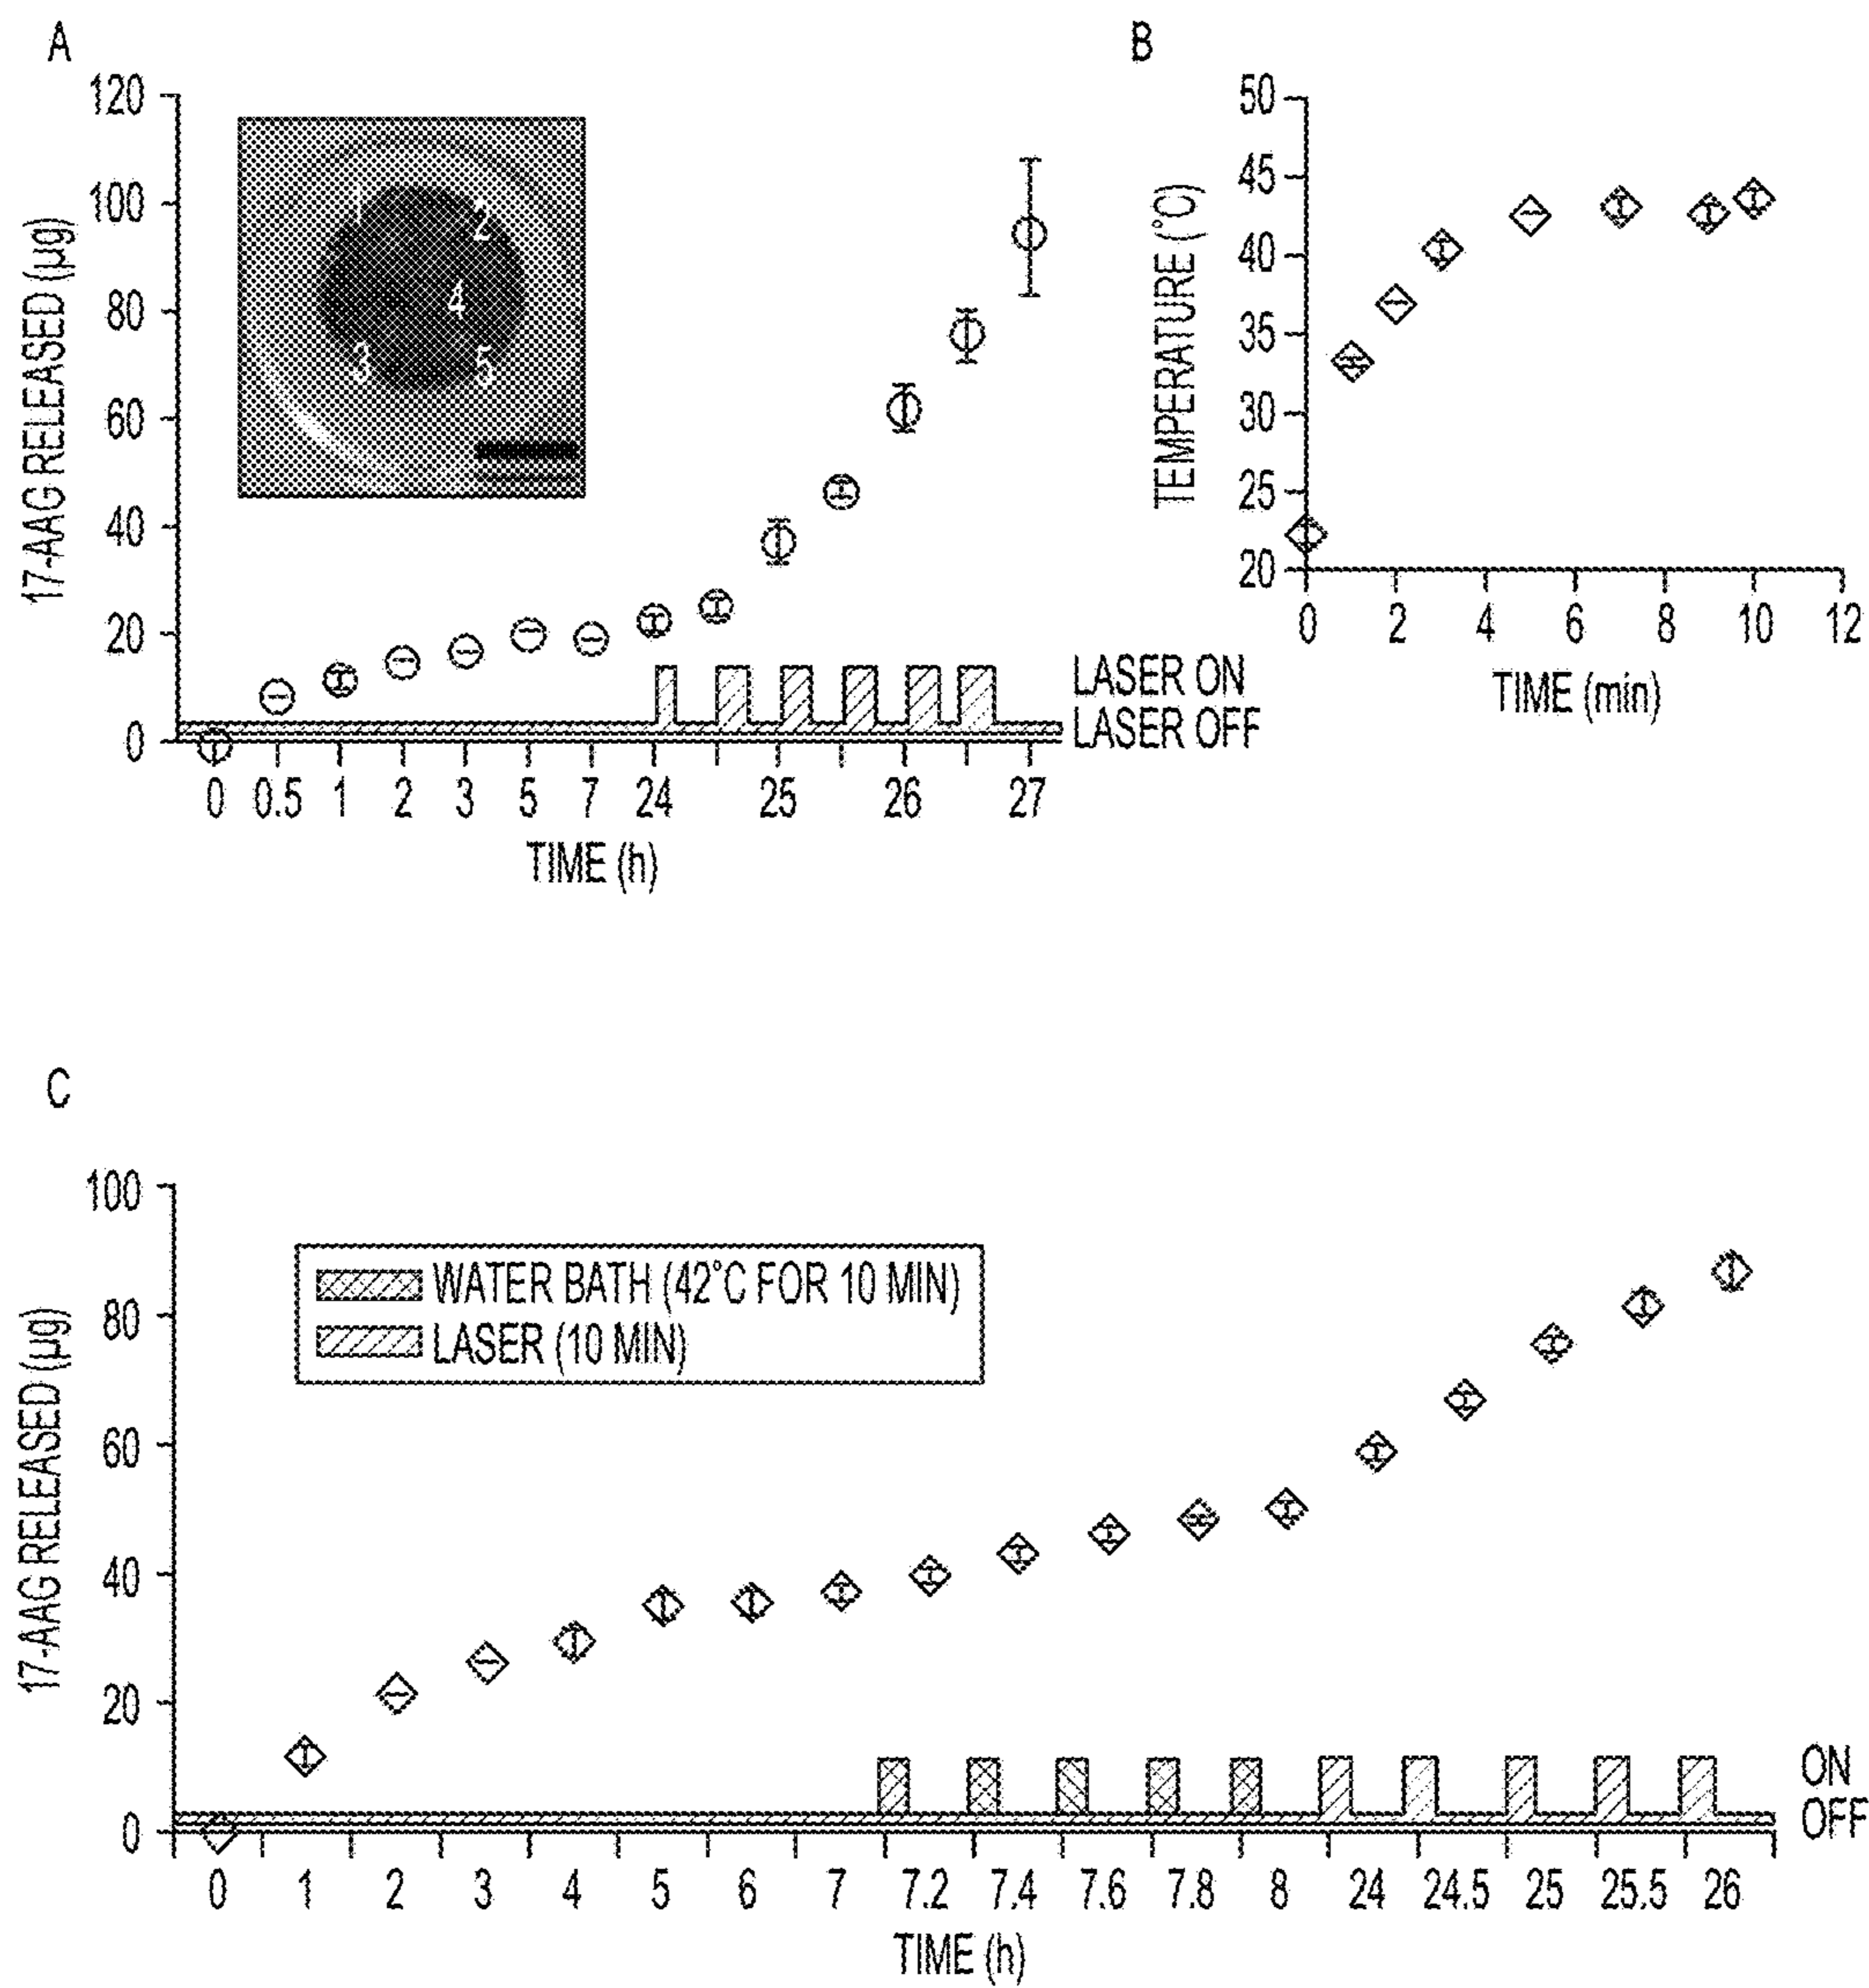 A
120
100
80
60
40
20
0
17-AAG RELEASED (µg)
1
2
4
3
5
LASER ON
LASER OFF
0 0.5 1 2 3 5 7 24 25 26 27
TIME (h)
B
50
45
40
35
30
25
20
TEMPERATURE (°C)
0 2 4 6 8 10 12
TIME (min)
C
100
80
60
40
20
0
17-AAG RELEASED (µg)
WATER BATH (42°C FOR 10 MIN)
LASER (10 MIN)
ON
OFF
0 1 2 3 4 5 6 7 7.2 7.4 7.6 7.8 8 24 24.5 25 25.5 26
TIME (h)